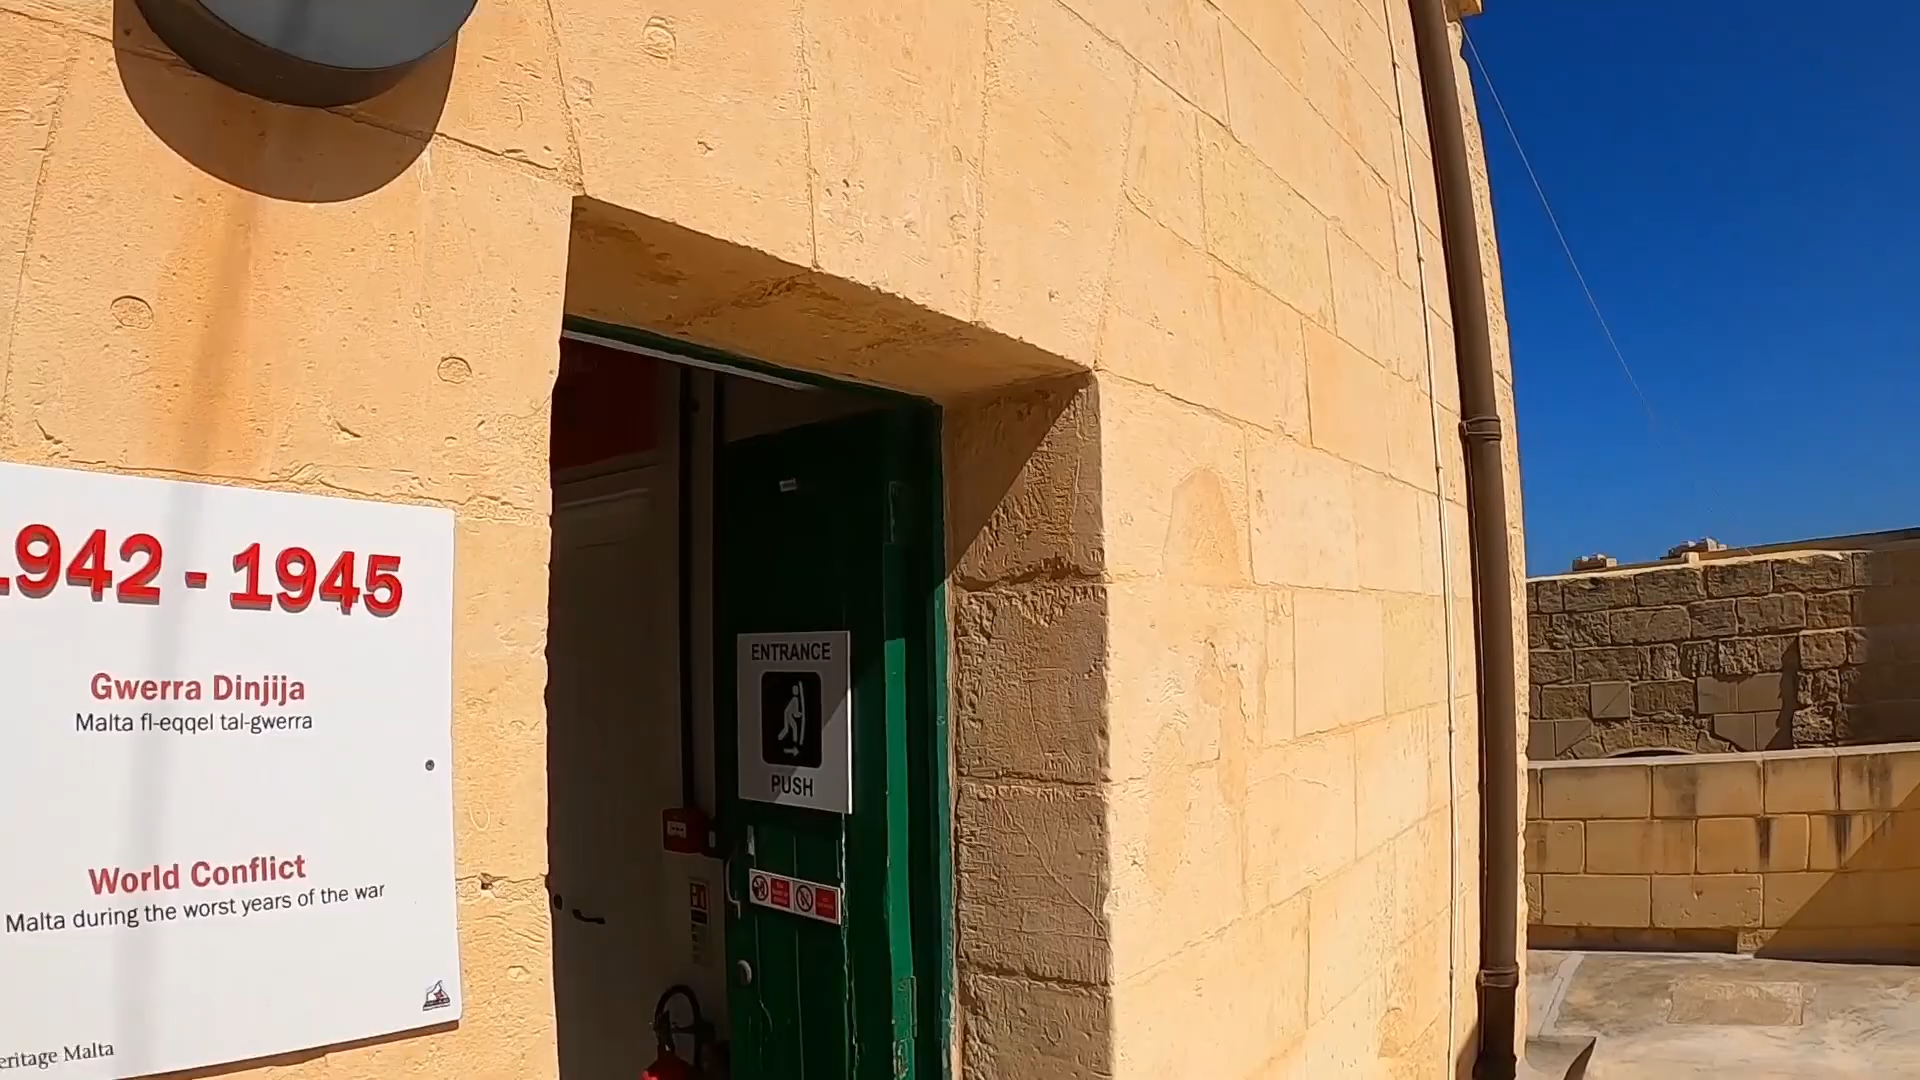 1942 - 1945
Gwerra Dinjija
Malta fl-eqqel tal-gwerra
World Conflict
Malta during the worst years of the war
eritage Malta
ENTRANCE
PUSH